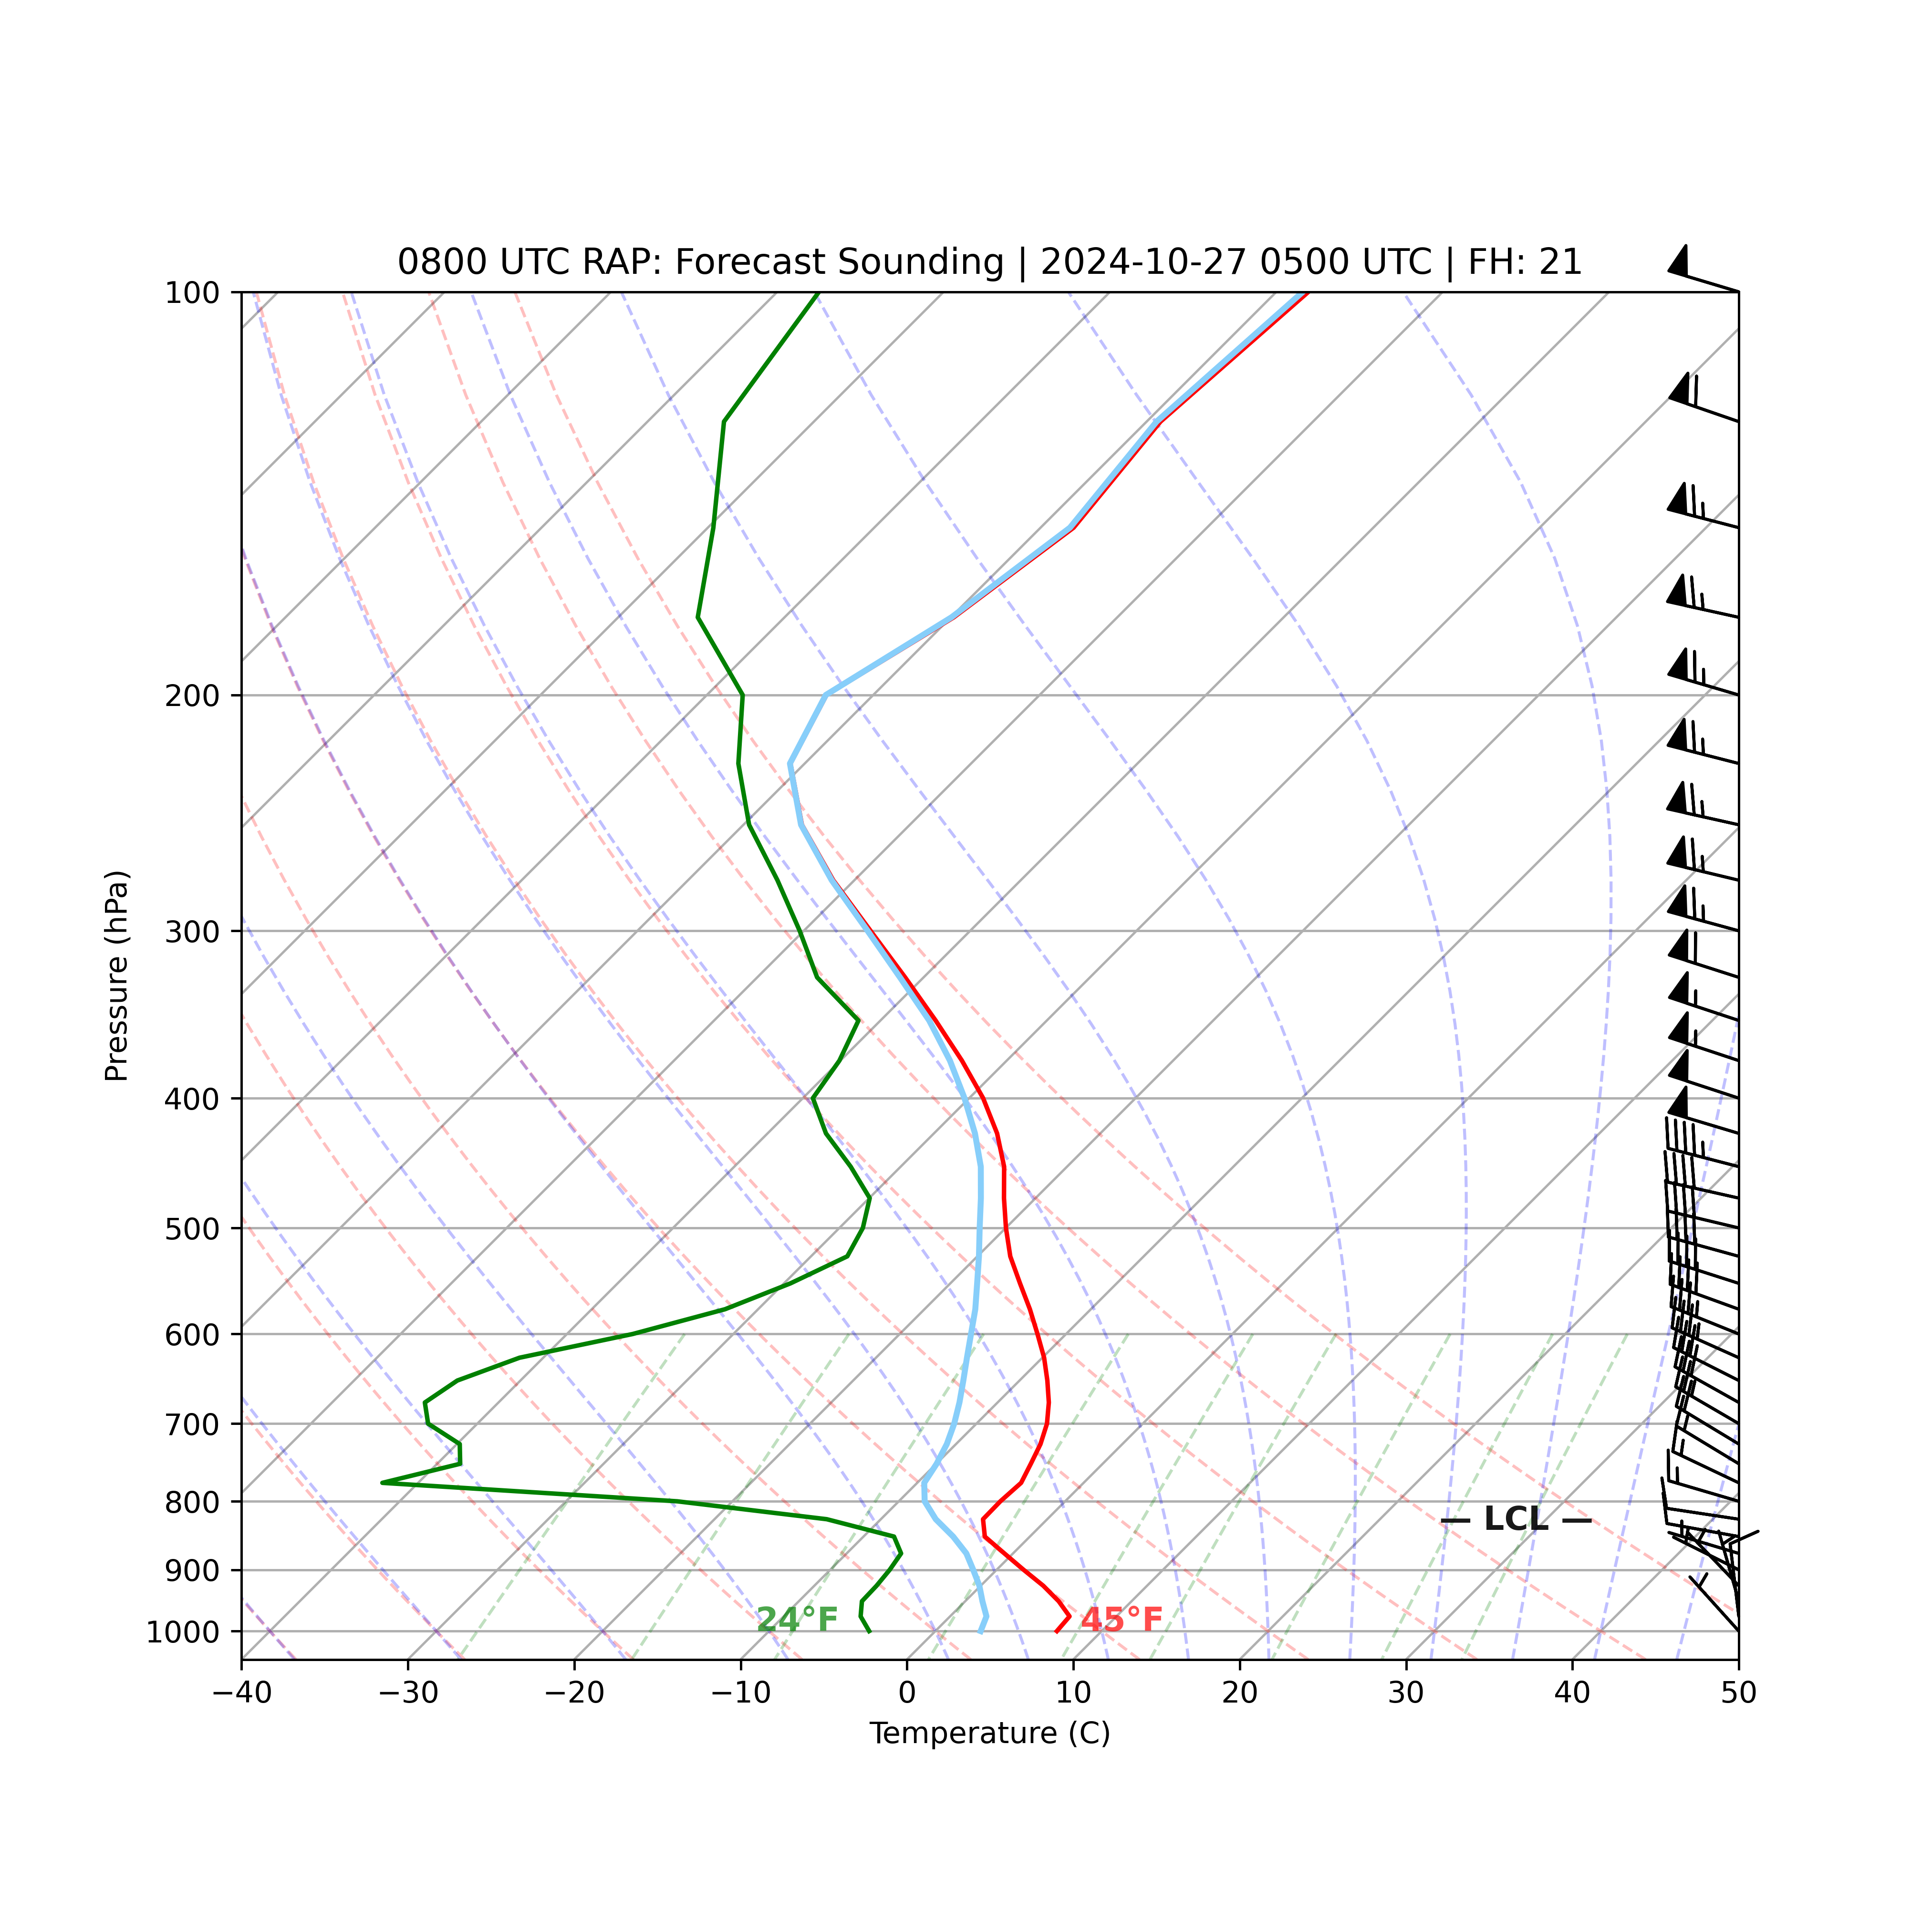 0800 UTC RAP: Forecast Sounding | 2024-10-27 0500 UTC | FH: 21
100
200
300
400
500
600
700
800
900
1000
Pressure (hPa)
— LCL —
24°F
45°F
−40 −30 −20 −10 0 10 20 30 40 50
Temperature (C)